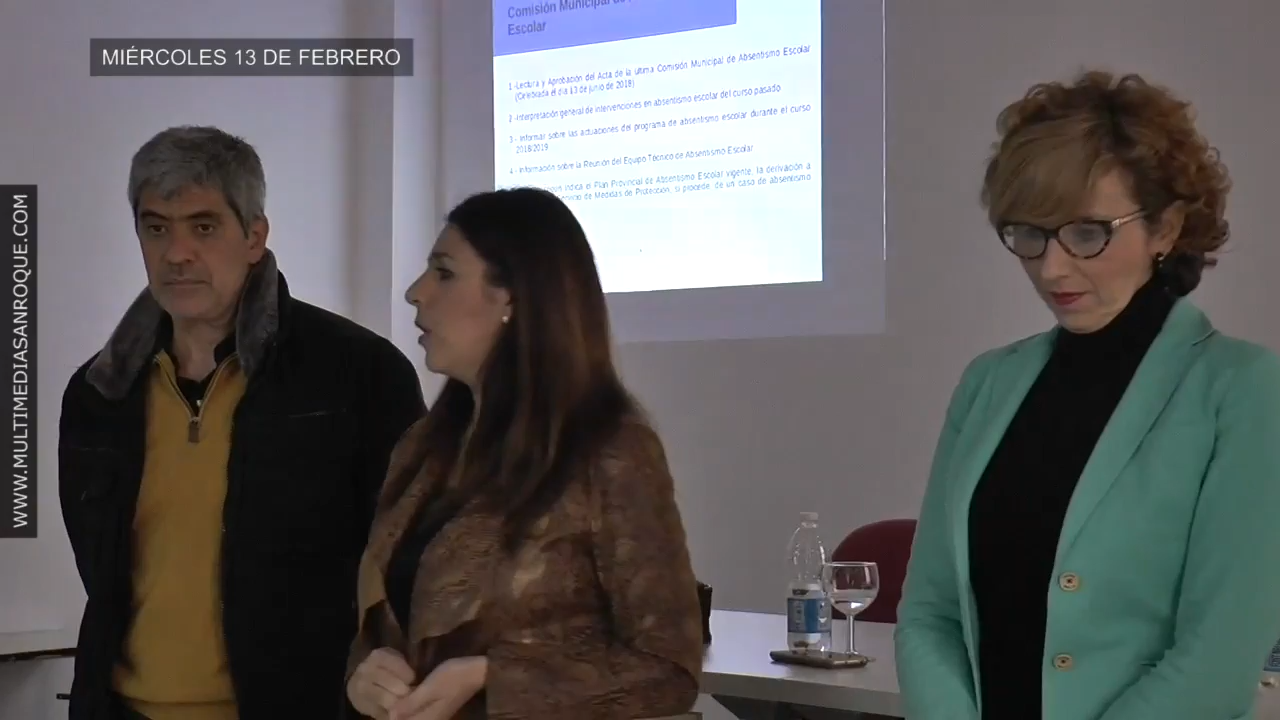 MIÉRCOLES 13 DE FEBRERO
WWW.MULTIMEDIASANROQUE.COM
Comisión Municipal de
Escolar
1.-Lectura y Aprobación del Acta de la última Comisión Municipal de Absentismo Escolar
(Celebrada el día 13 de junio de 2018)
2.-Interpretación general de intervenciones en absentismo escolar del curso pasado
3.- Informar sobre las actuaciones del programa de absentismo escolar durante el curso
2018/2019
4.- Información sobre la Reunión del Equipo Técnico de Absentismo Escolar
indica el Plan Provincial de Absentismo Escolar vigente, la derivación a
de Medidas de Protección, si procede, de un caso de absentismo